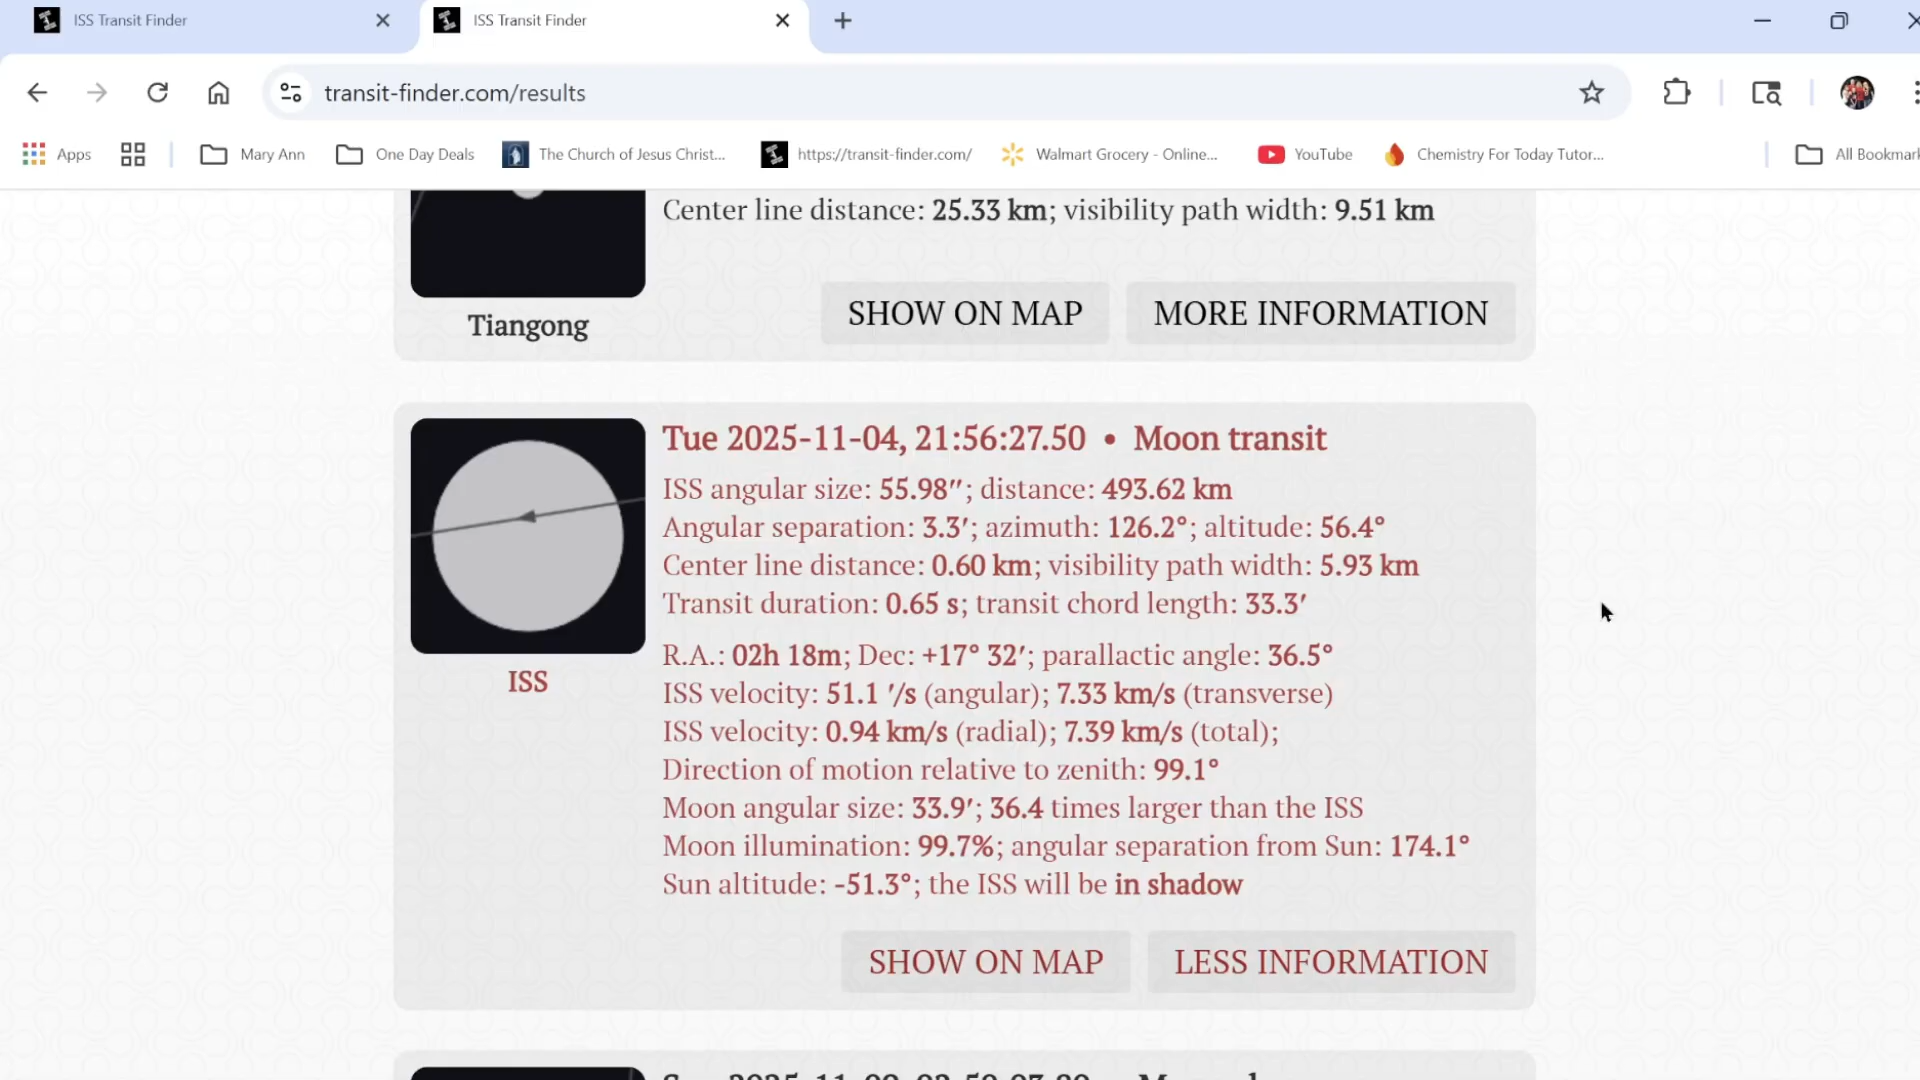 ISS Transit Finder
ISS Transit Finder
transit-finder.com/results
Apps
Mary Ann
One Day Deals
The Church of Jesus Christ...
https://transit-finder.com/
Walmart Grocery - Online...
YouTube
Chemistry For Today Tutor...
All Bookmark
Center line distance: 25.33 km; visibility path width: 9.51 km
Tiangong
SHOW ON MAP
MORE INFORMATION
Tue 2025-11-04, 21:56:27.50 • Moon transit
ISS angular size: 55.98″; distance: 493.62 km
Angular separation: 3.3′; azimuth: 126.2°; altitude: 56.4°
Center line distance: 0.60 km; visibility path width: 5.93 km
Transit duration: 0.65 s; transit chord length: 33.3′
R.A.: 02h 18m; Dec: +17° 32′; parallactic angle: 36.5°
ISS velocity: 51.1 ′/s (angular); 7.33 km/s (transverse)
ISS velocity: 0.94 km/s (radial); 7.39 km/s (total);
Direction of motion relative to zenith: 99.1°
Moon angular size: 33.9′; 36.4 times larger than the ISS
Moon illumination: 99.7%; angular separation from Sun: 174.1°
Sun altitude: -51.3°; the ISS will be in shadow
ISS
SHOW ON MAP
LESS INFORMATION